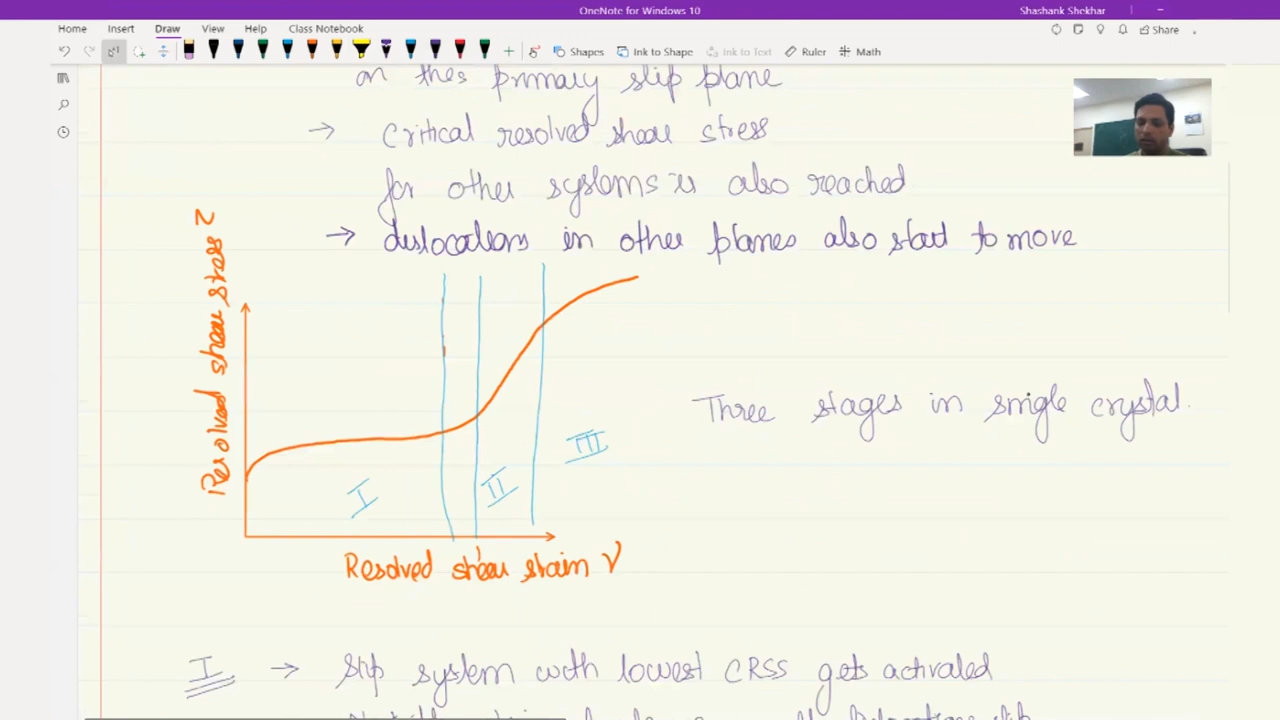 OneNote for Windows 10
Shashank Shekhar
Home Insert Draw View Help Class Notebook
Share
Shapes Ink to Shape Ink to Text Ruler Math
on thes primary slip plane
→ Critical resolved shear stress
for other systems is also reached
→ dislocations in other planes also start to move
Resolved shear stress τ
I
II
III
Three stages in single crystal.
Resolved shear stain γ
I → Slip system with lowest CRSS gets activated